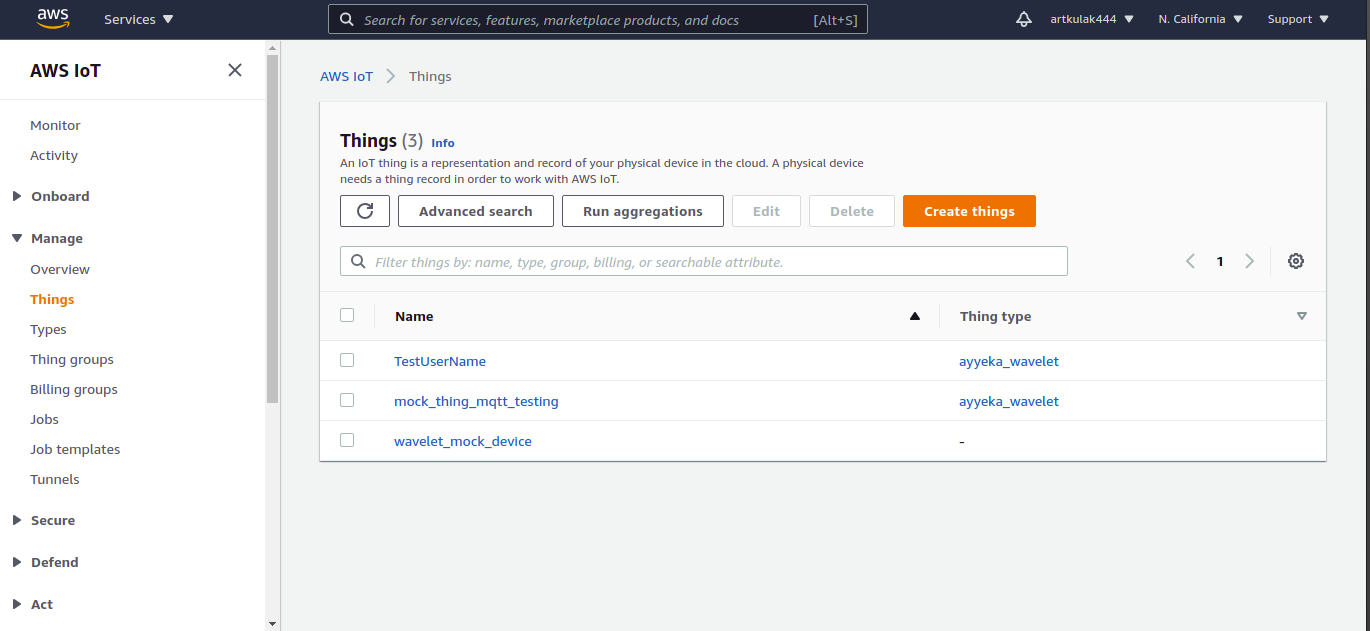 aws Services Search for services, features, marketplace products, and docs [Alt+S] artkulak444 N. California Support
AWS IoT
Monitor
Activity
Onboard
Manage
Overview
Things
Types
Thing groups
Billing groups
Jobs
Job templates
Tunnels
Secure
Defend
Act
AWS IoT Things
Things (3) Info
An IoT thing is a representation and record of your physical device in the cloud. A physical device
needs a thing record in order to work with AWS IoT.
Advanced search Run aggregations Edit Delete Create things
Filter things by: name, type, group, billing, or searchable attribute. 1
Name Thing type
TestUserName ayyeka_wavelet
mock_thing_mqtt_testing ayyeka_wavelet
wavelet_mock_device -